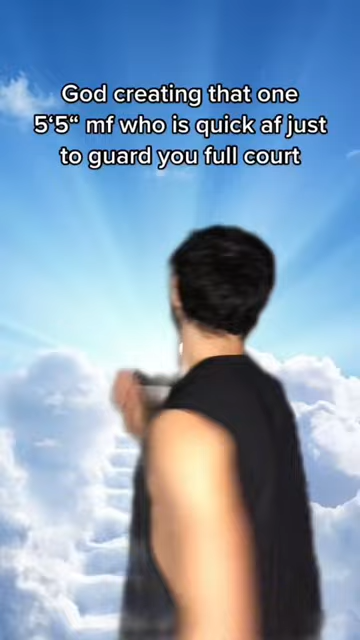 God creating that one
5‘5“ mf who is quick af just
to guard you full court